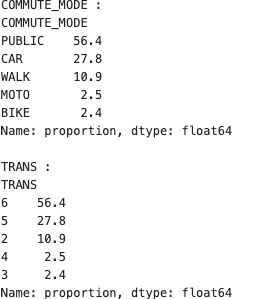 COMMUTE_MODE :
COMMUTE_MODE
PUBLIC    56.4
CAR       27.8
WALK      10.9
MOTO       2.5
BIKE       2.4
Name: proportion, dtype: float64

TRANS :
TRANS
6    56.4
5    27.8
2    10.9
4     2.5
3     2.4
Name: proportion, dtype: float64